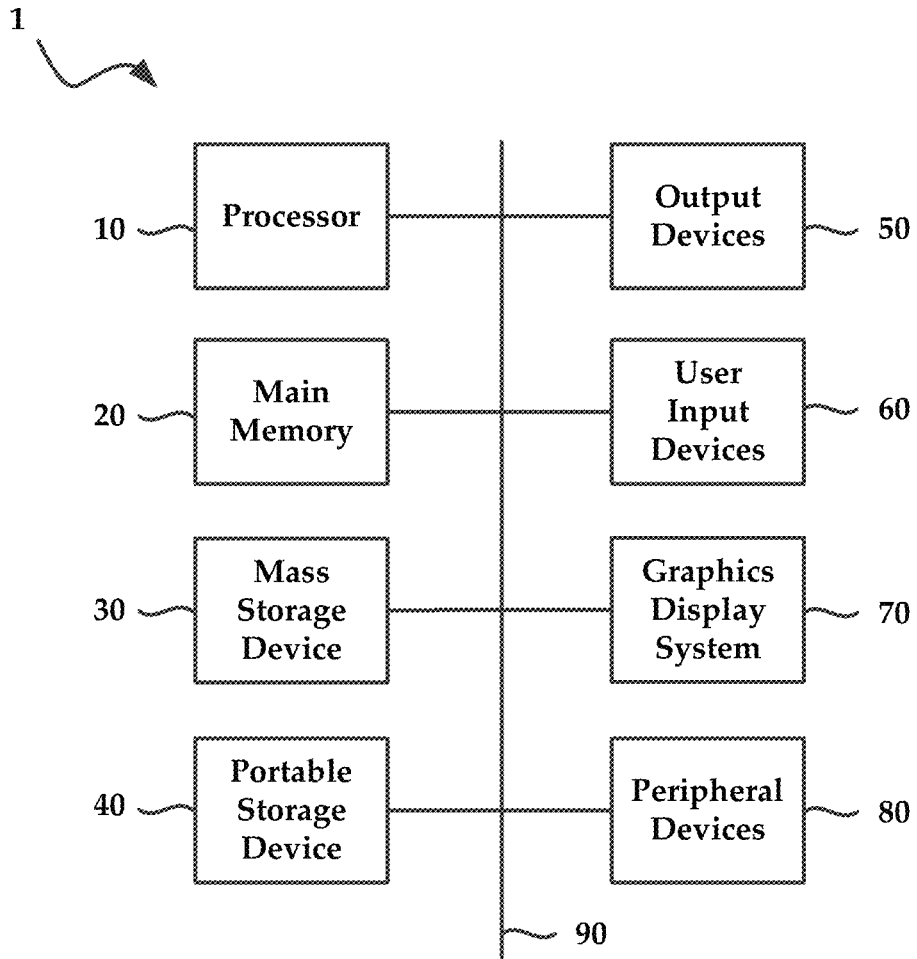 1
10
Processor
Output
Devices
50
20
Main
Memory
User
Input
Devices
60
30
Mass
Storage
Device
Graphics
Display
System
70
40
Portable
Storage
Device
Peripheral
Devices
80
90